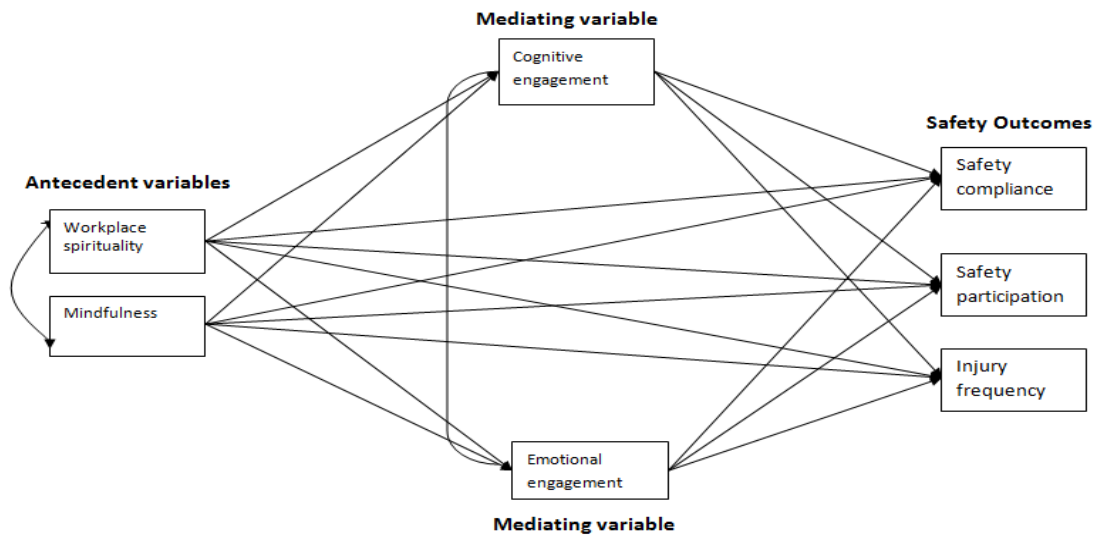 Mediating variable
Cognitive
engagement
Safety Outcomes
Safety
compliance
Antecedent variables
Workplace
spirituality
Mindfulness
Safety
participation
Injury
frequency
Emotional
engagement
Mediating variable